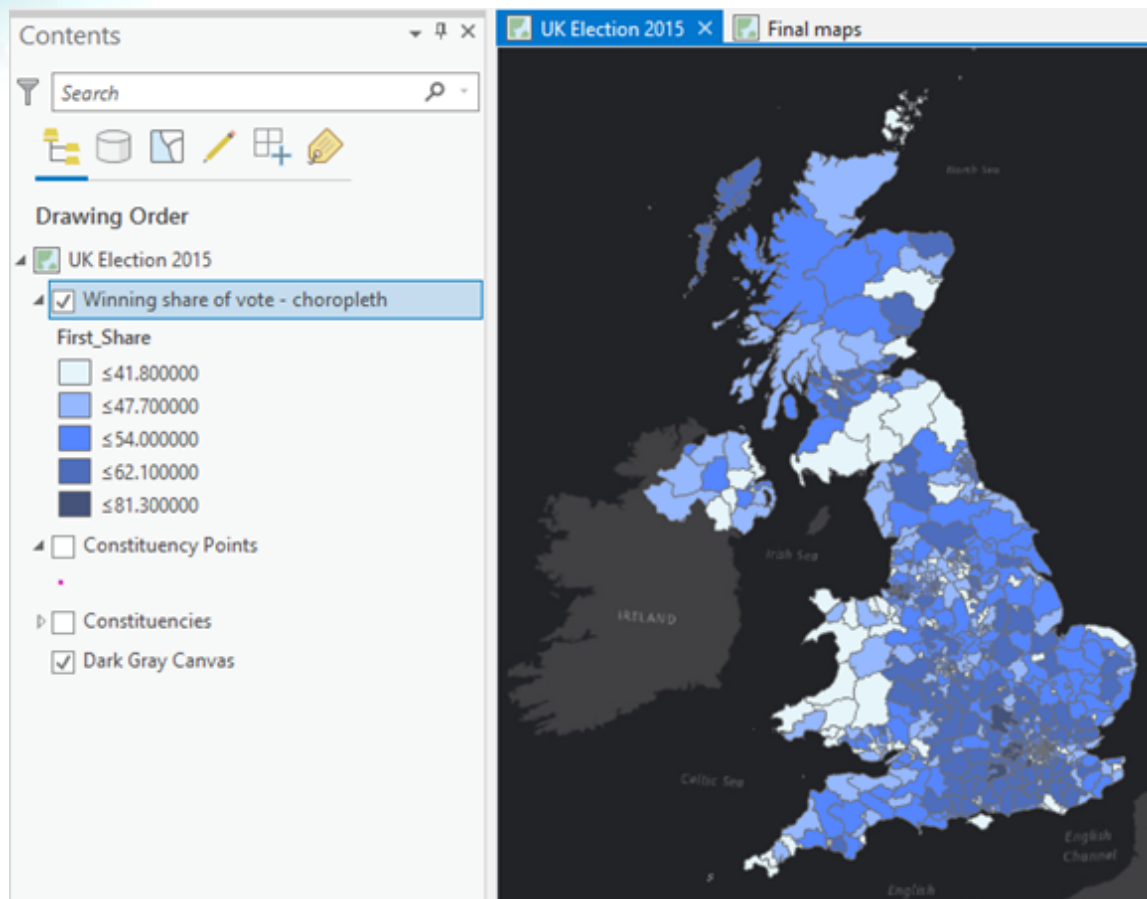 Contents
Search
Drawing Order
UK Election 2015
Winning share of vote - choropleth
First_Share
≤41.800000
≤47.700000
≤54.000000
≤62.100000
≤81.300000
Constituency Points
Constituencies
Dark Gray Canvas
UK Election 2015
Final maps
North Sea
Irish Sea
IRELAND
Celtic Sea
English
Channel
English